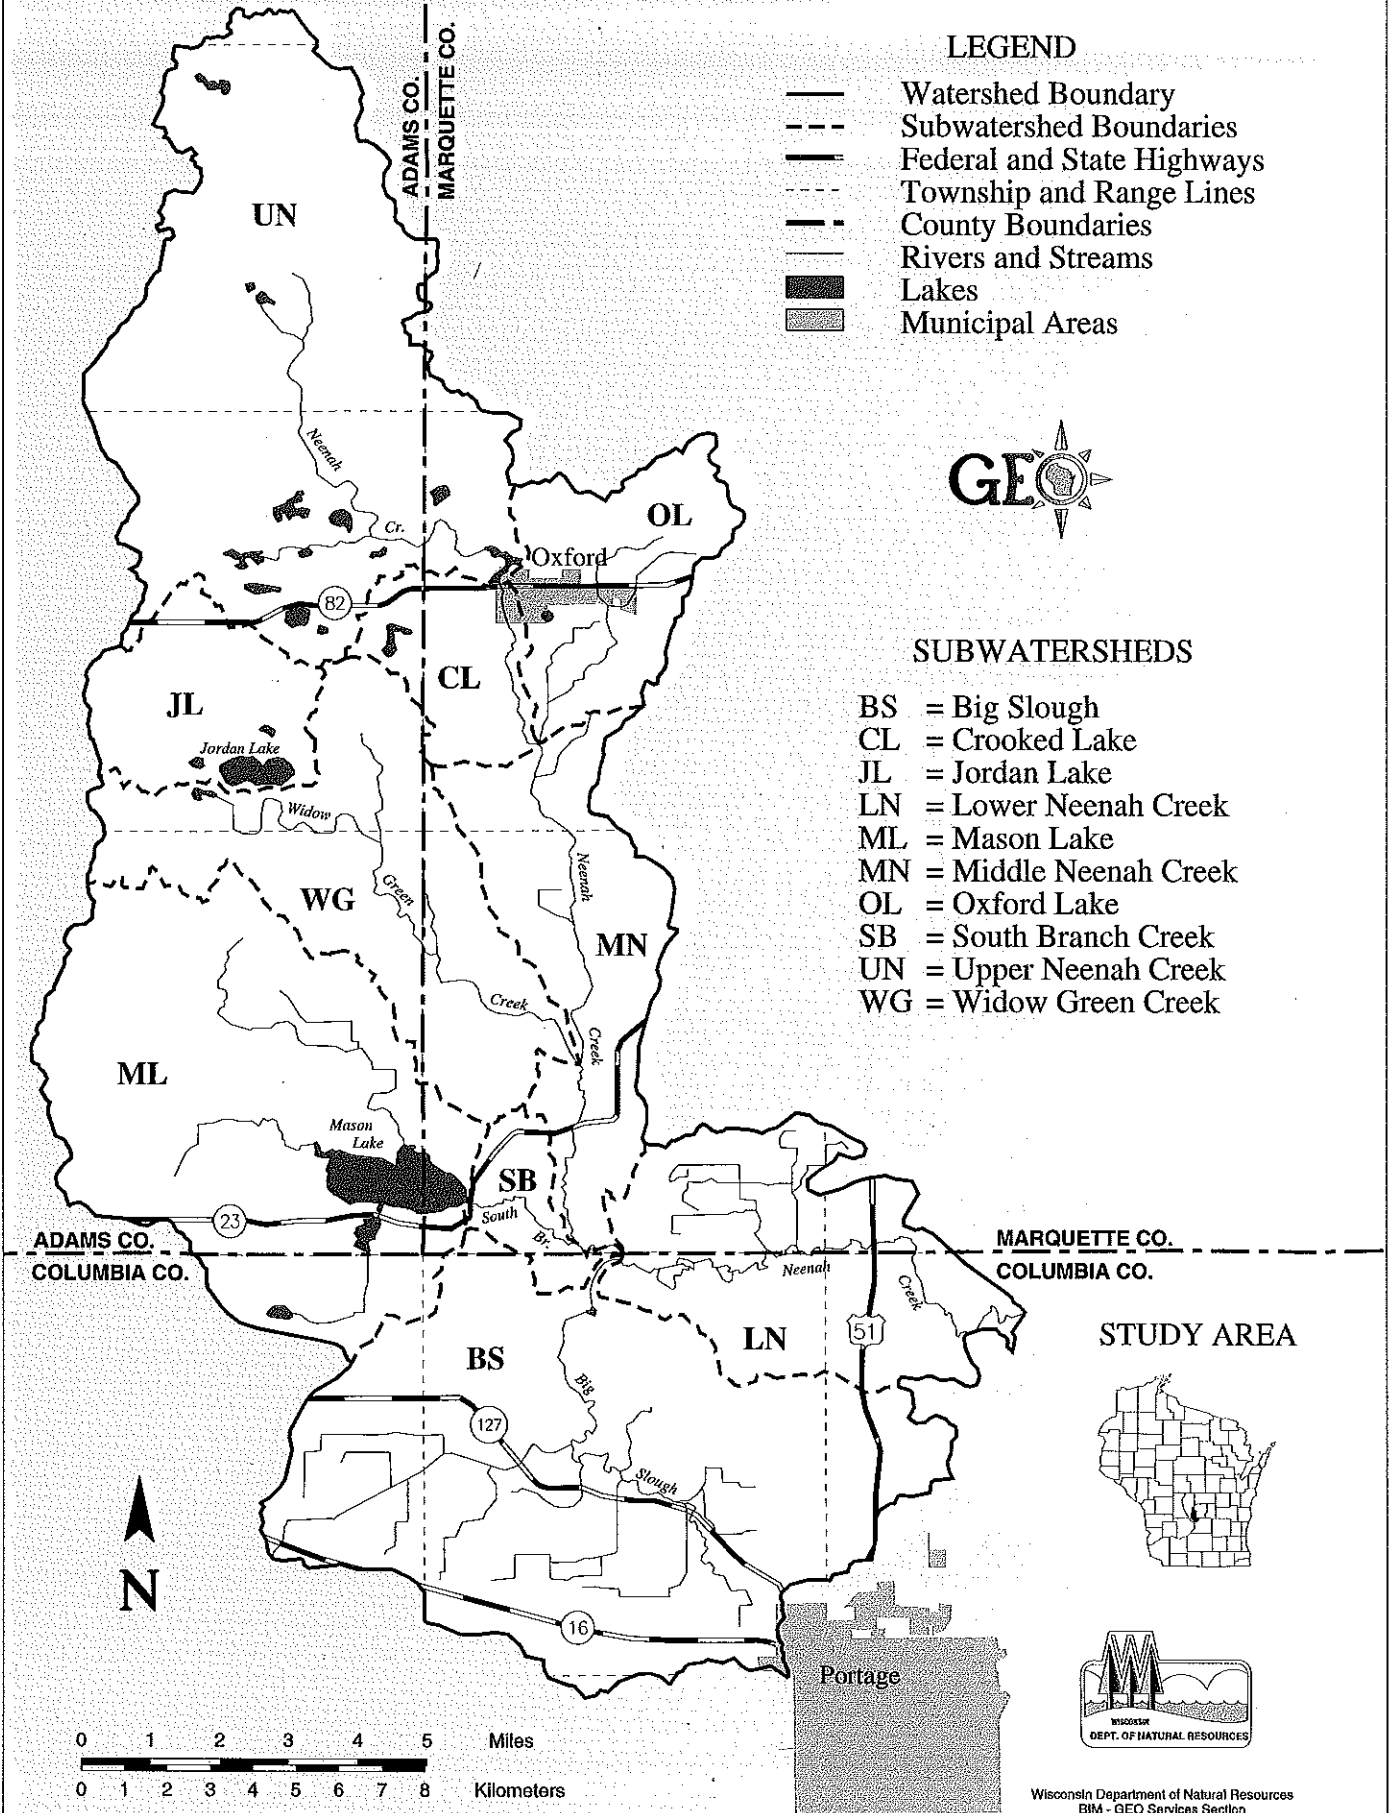 LEGEND
Watershed Boundary
Subwatershed Boundaries
Federal and State Highways
Township and Range Lines
County Boundaries
Rivers and Streams
Lakes
Municipal Areas
GEO
SUBWATERSHEDS
BS = Big Slough
CL = Crooked Lake
JL = Jordan Lake
LN = Lower Neenah Creek
ML = Mason Lake
MN = Middle Neenah Creek
OL = Oxford Lake
SB = South Branch Creek
UN = Upper Neenah Creek
WG = Widow Green Creek
ADAMS CO.
MARQUETTE CO.
UN
Neenah
Cr.
OL
Oxford
82
CL
JL
Jordan Lake
Widow
Green
Creek
WG
Neenah
Creek
MN
ML
Mason
Lake
SB
South
Br.
23
ADAMS CO.
COLUMBIA CO.
MARQUETTE CO.
COLUMBIA CO.
Neenah
Creek
LN
51
BS
Big
Slough
127
16
Portage
STUDY AREA
N
0 1 2 3 4 5 Miles
0 1 2 3 4 5 6 7 8 Kilometers
WISCONSIN
DEPT. OF NATURAL RESOURCES
Wisconsin Department of Natural Resources
BIM - GEO Services Section